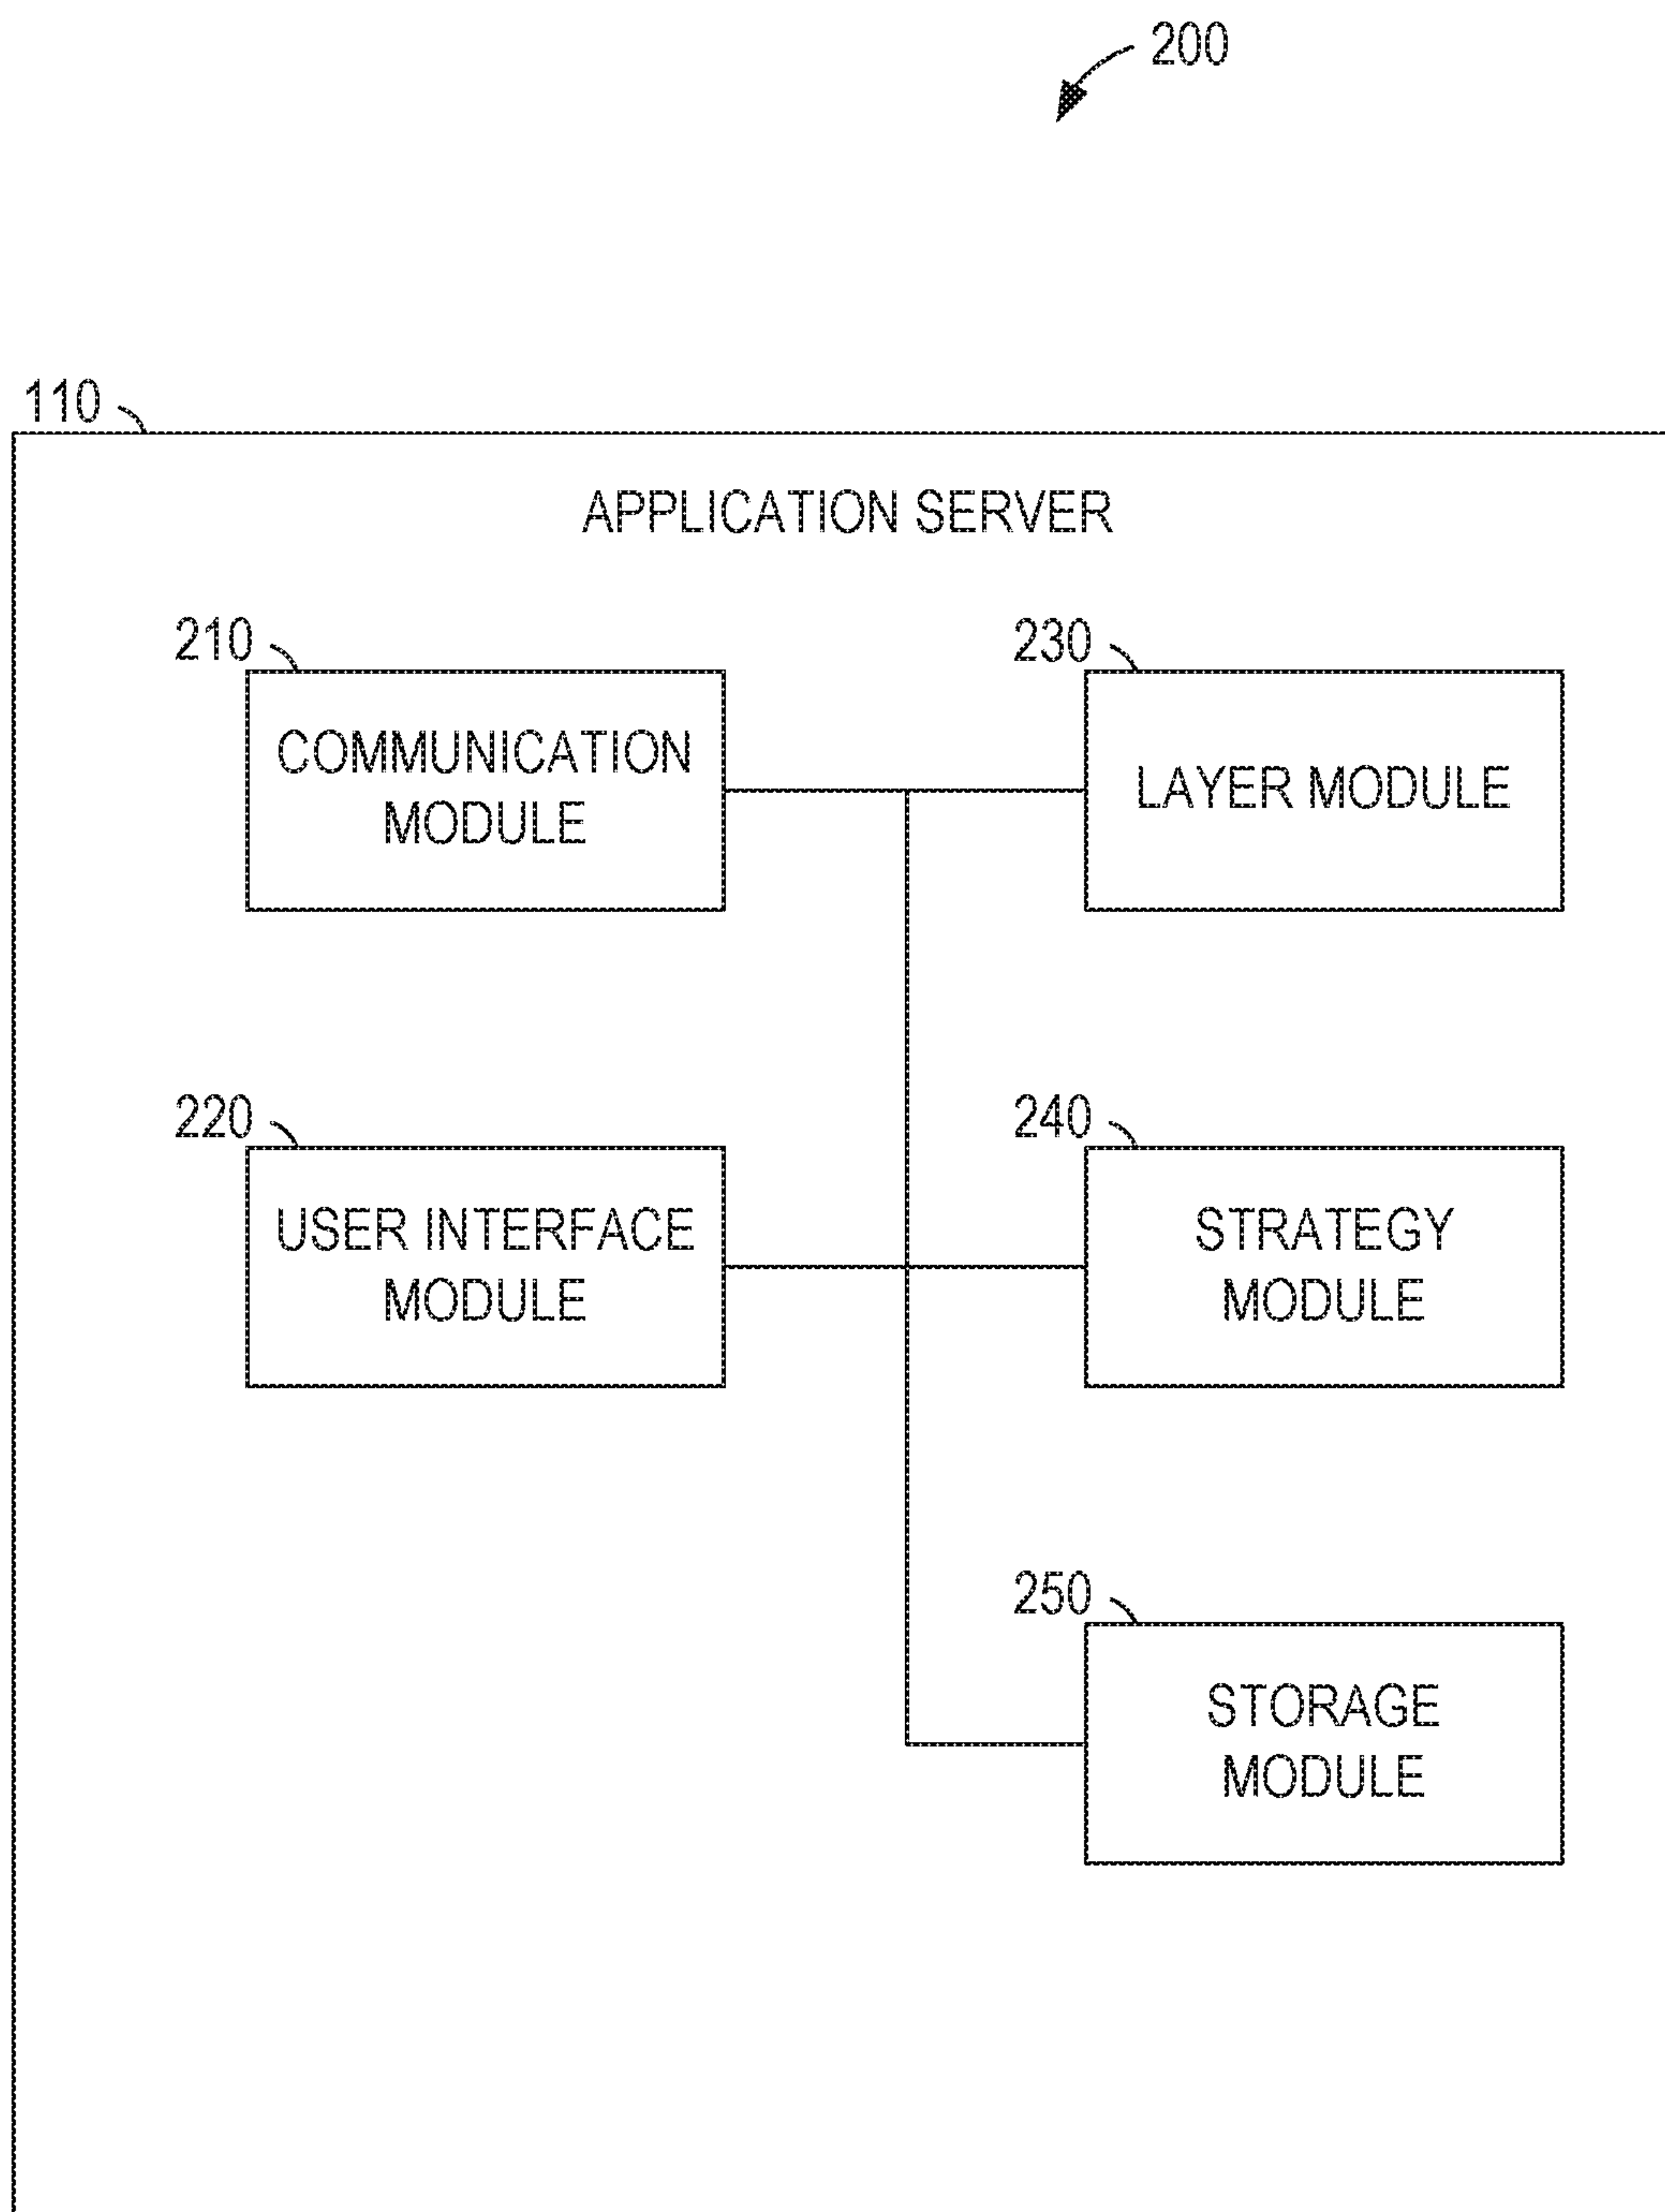 200
110
APPLICATION SERVER
210
230
COMMUNICATION
MODULE
LAYER MODULE
220
240
USER INTERFACE
MODULE
STRATEGY
MODULE
250
STORAGE
MODULE